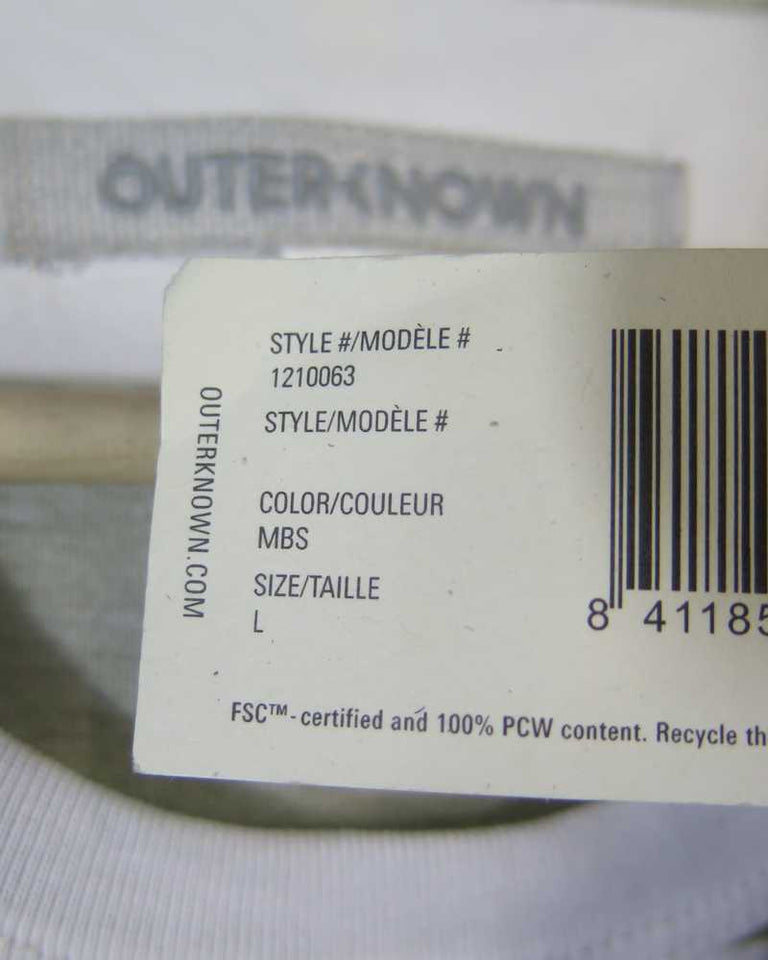 OUTERKNOWN
STYLE #/MODÈLE #
1210063
STYLE/MODÈLE #
COLOR/COULEUR
MBS
SIZE/TAILLE
L
OUTERKNOWN.COM
8 41185
FSC™-certified and 100% PCW content. Recycle th